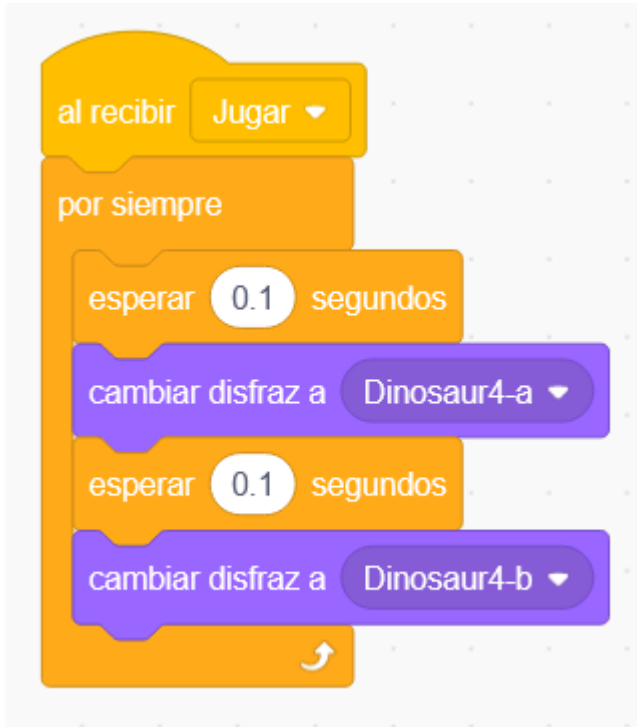 al recibir Jugar
por siempre
esperar 0.1 segundos
cambiar disfraz a Dinosaur4-a
esperar 0.1 segundos
cambiar disfraz a Dinosaur4-b